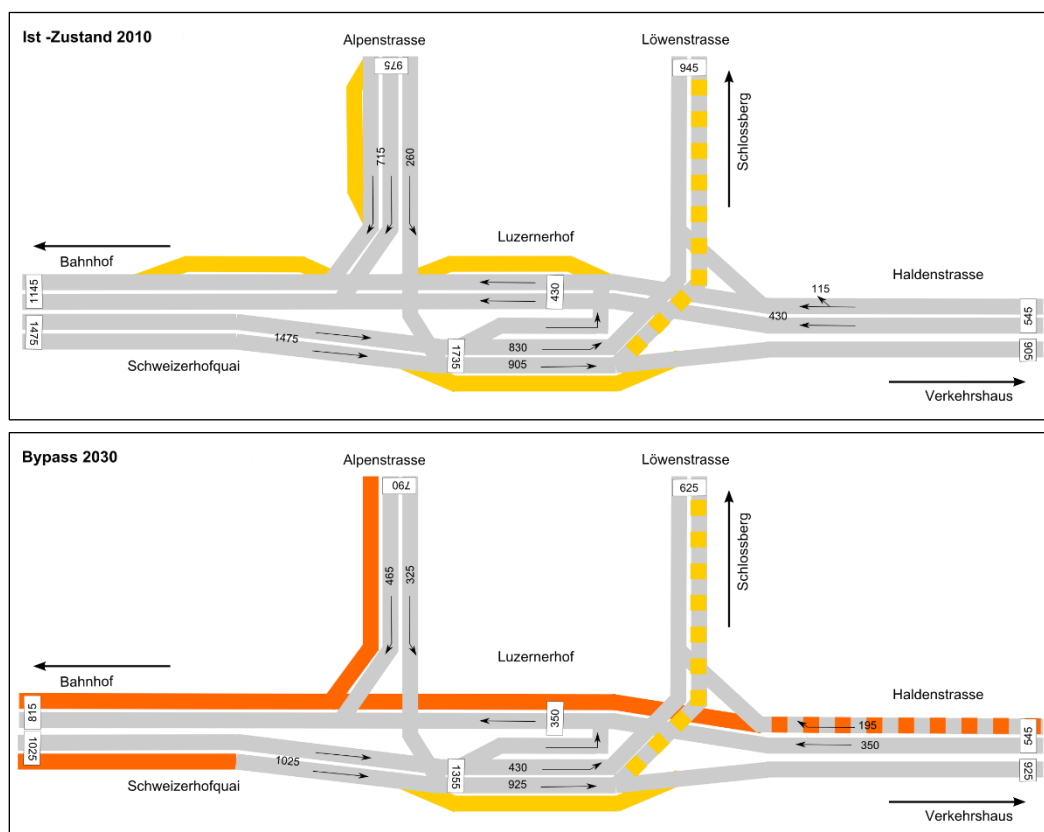 Ist -Zustand 2010
Alpenstrasse
Löwenstrasse
975
945
Schlossberg
715
260
Luzernerhof
Bahnhof
Haldenstrasse
115
1145
430
430
545
1475
1475
1735
830
905
905
Schweizerhofquai
Verkehrshaus
Bypass 2030
Alpenstrasse
Löwenstrasse
790
625
Schlossberg
465
325
Luzernerhof
Bahnhof
Haldenstrasse
815
350
195
545
350
1025
1025
1355
430
925
925
Schweizerhofquai
Verkehrshaus